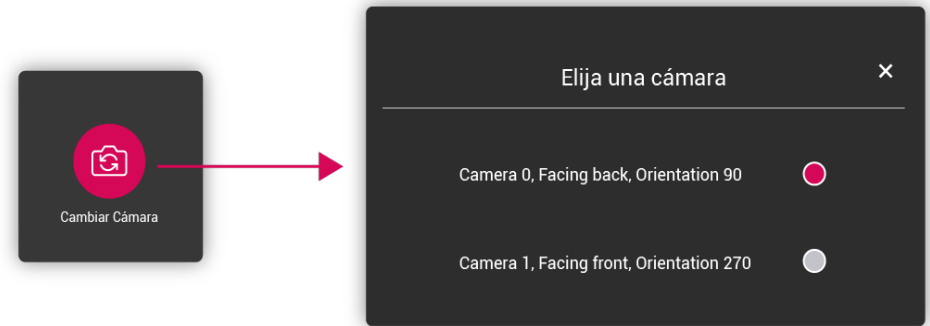 Cambiar Cámara
Elija una cámara
Camera 0, Facing back, Orientation 90
Camera 1, Facing front, Orientation 270